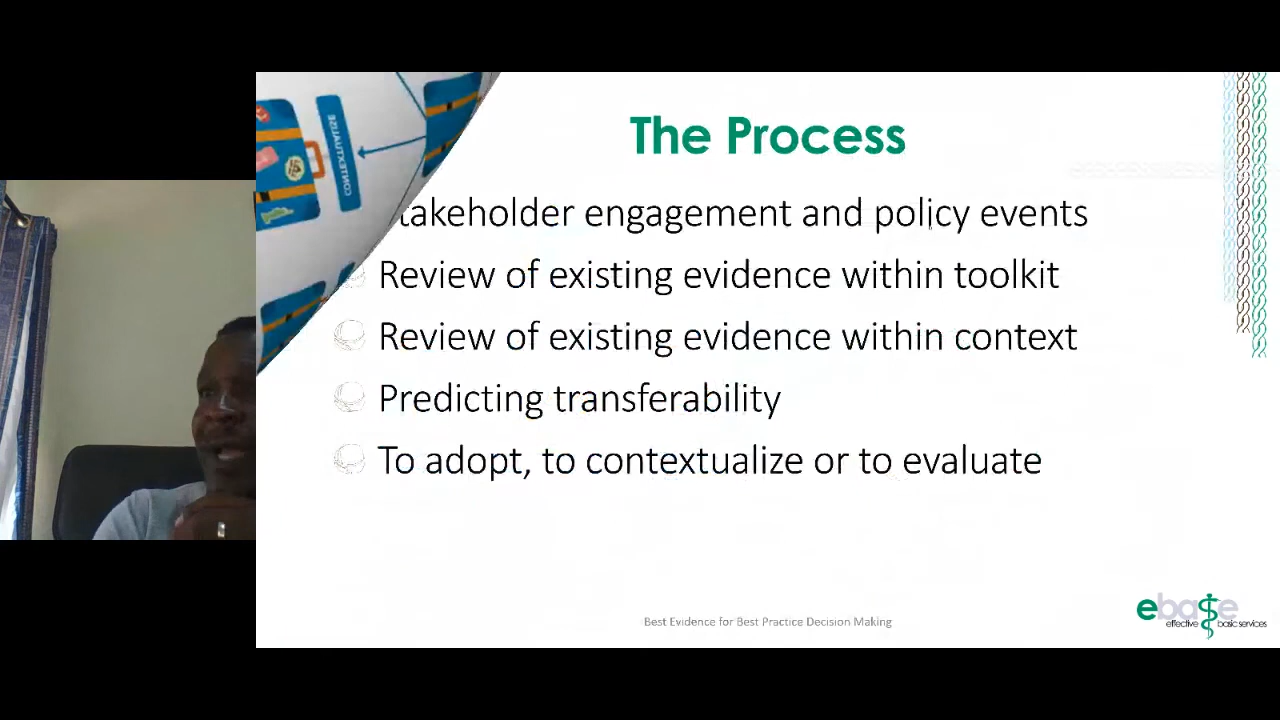 CONTEXTUALIZE
The Process
takeholder engagement and policy events
Review of existing evidence within toolkit
Review of existing evidence within context
Predicting transferability
To adopt, to contextualize or to evaluate
Best Evidence for Best Practice Decision Making
ebase
effective basic services